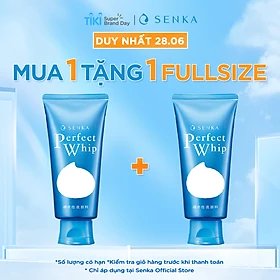 TIKI Super Brand Day | SENKA
DUY NHẤT 28.06
MUA 1 TẶNG 1 FULLSIZE
SENKA
Perfect
Whip
+
SENKA
Perfect
Whip
*Số lượng có hạn *Kiểm tra giỏ hàng trước khi thanh toán
* Chỉ áp dụng tại Senka Official Store